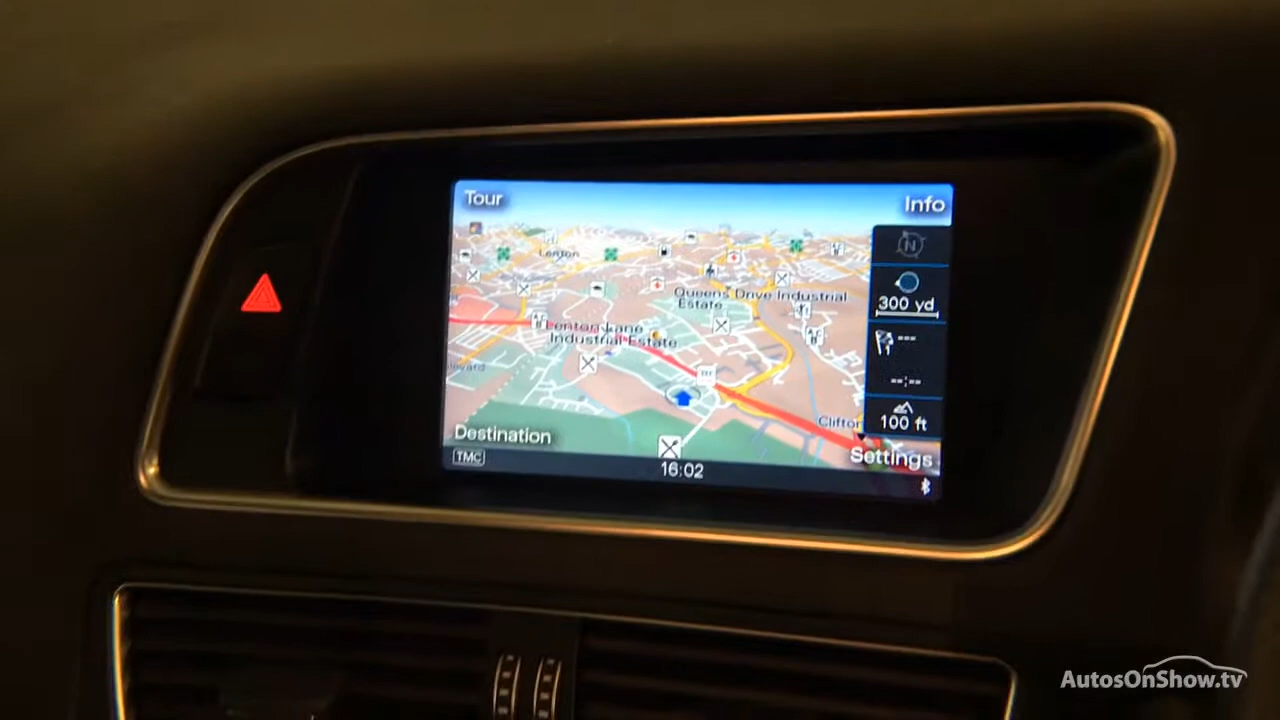 Tour
Info
N
Lenton
300 yd
Queens Drive Industrial
Estate
Lenton Lane
Industrial Estate
1 ---
--:--
100 ft
Clifton
Destination
Settings
TMC
16:02
AutosOnShow.tv